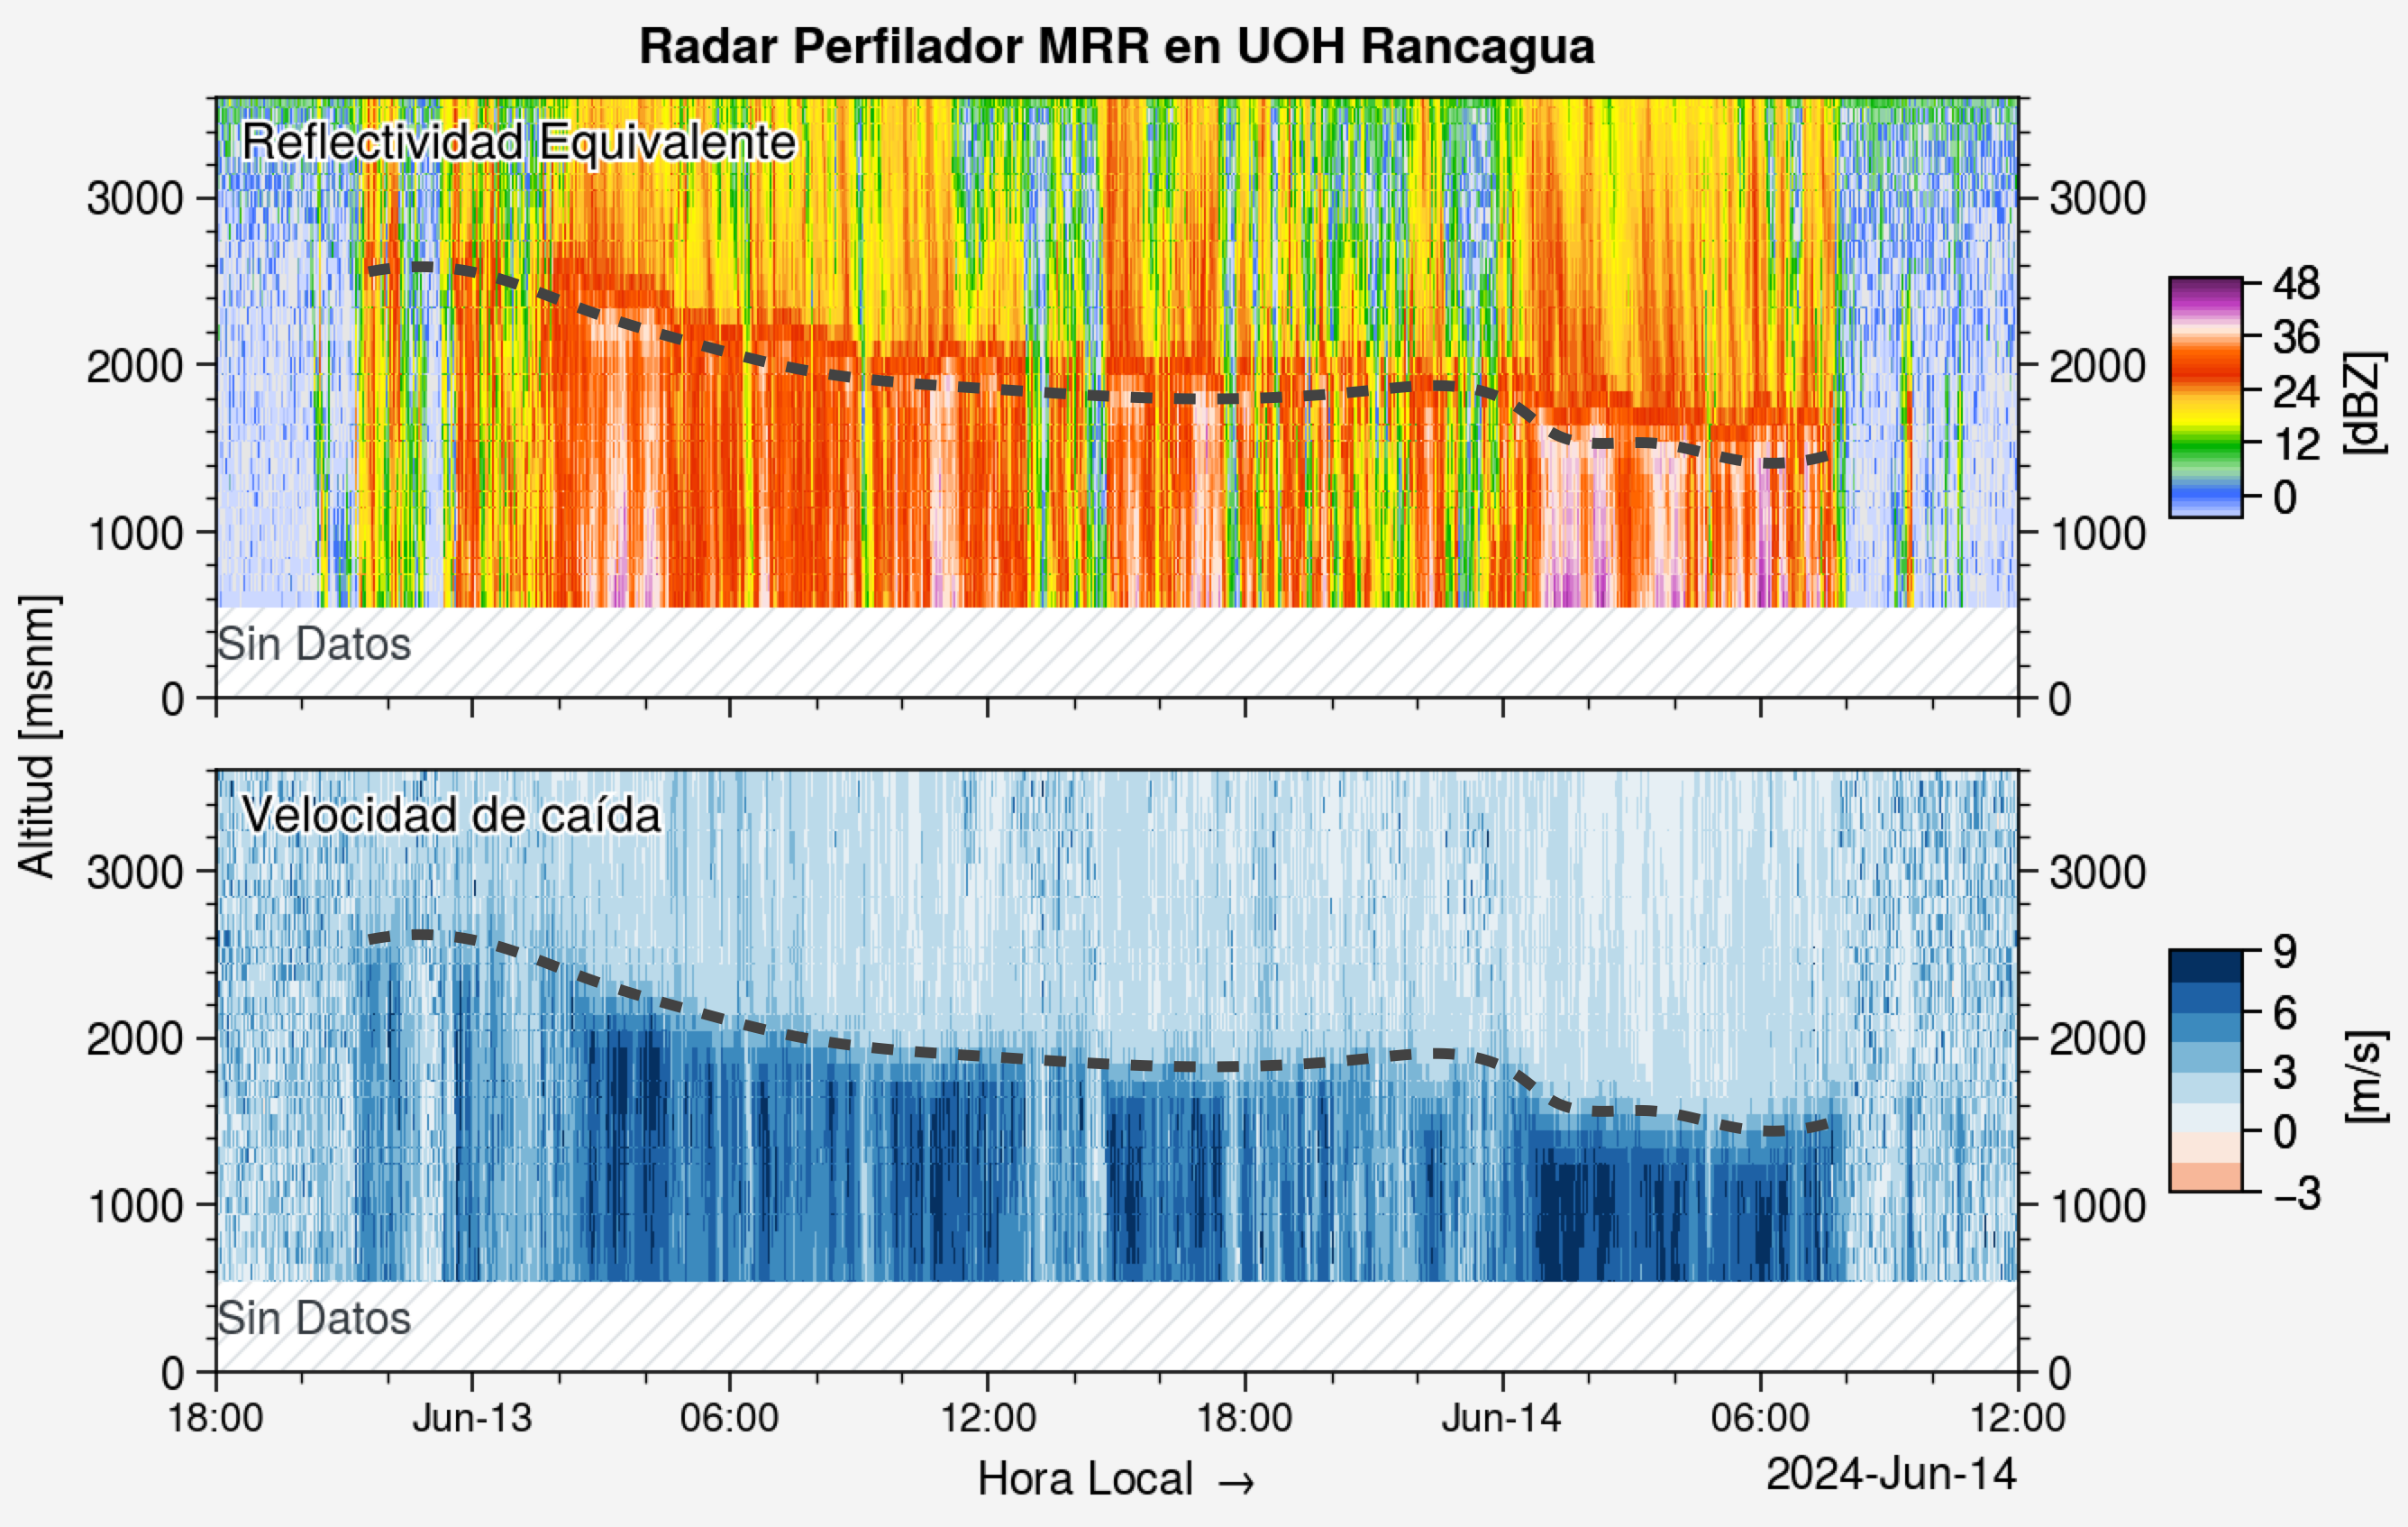 Radar Perfilador MRR en UOH Rancagua
Reflectividad Equivalente
3000
2000
1000
0
Sin Datos
3000
2000
1000
0
48
36
24
12
0
[dBZ]
Altitud [msnm]
Velocidad de caída
3000
2000
1000
0
Sin Datos
3000
2000
1000
0
9
6
3
0
−3
[m/s]
18:00 Jun-13 06:00 12:00 18:00 Jun-14 06:00 12:00
Hora Local →
2024-Jun-14